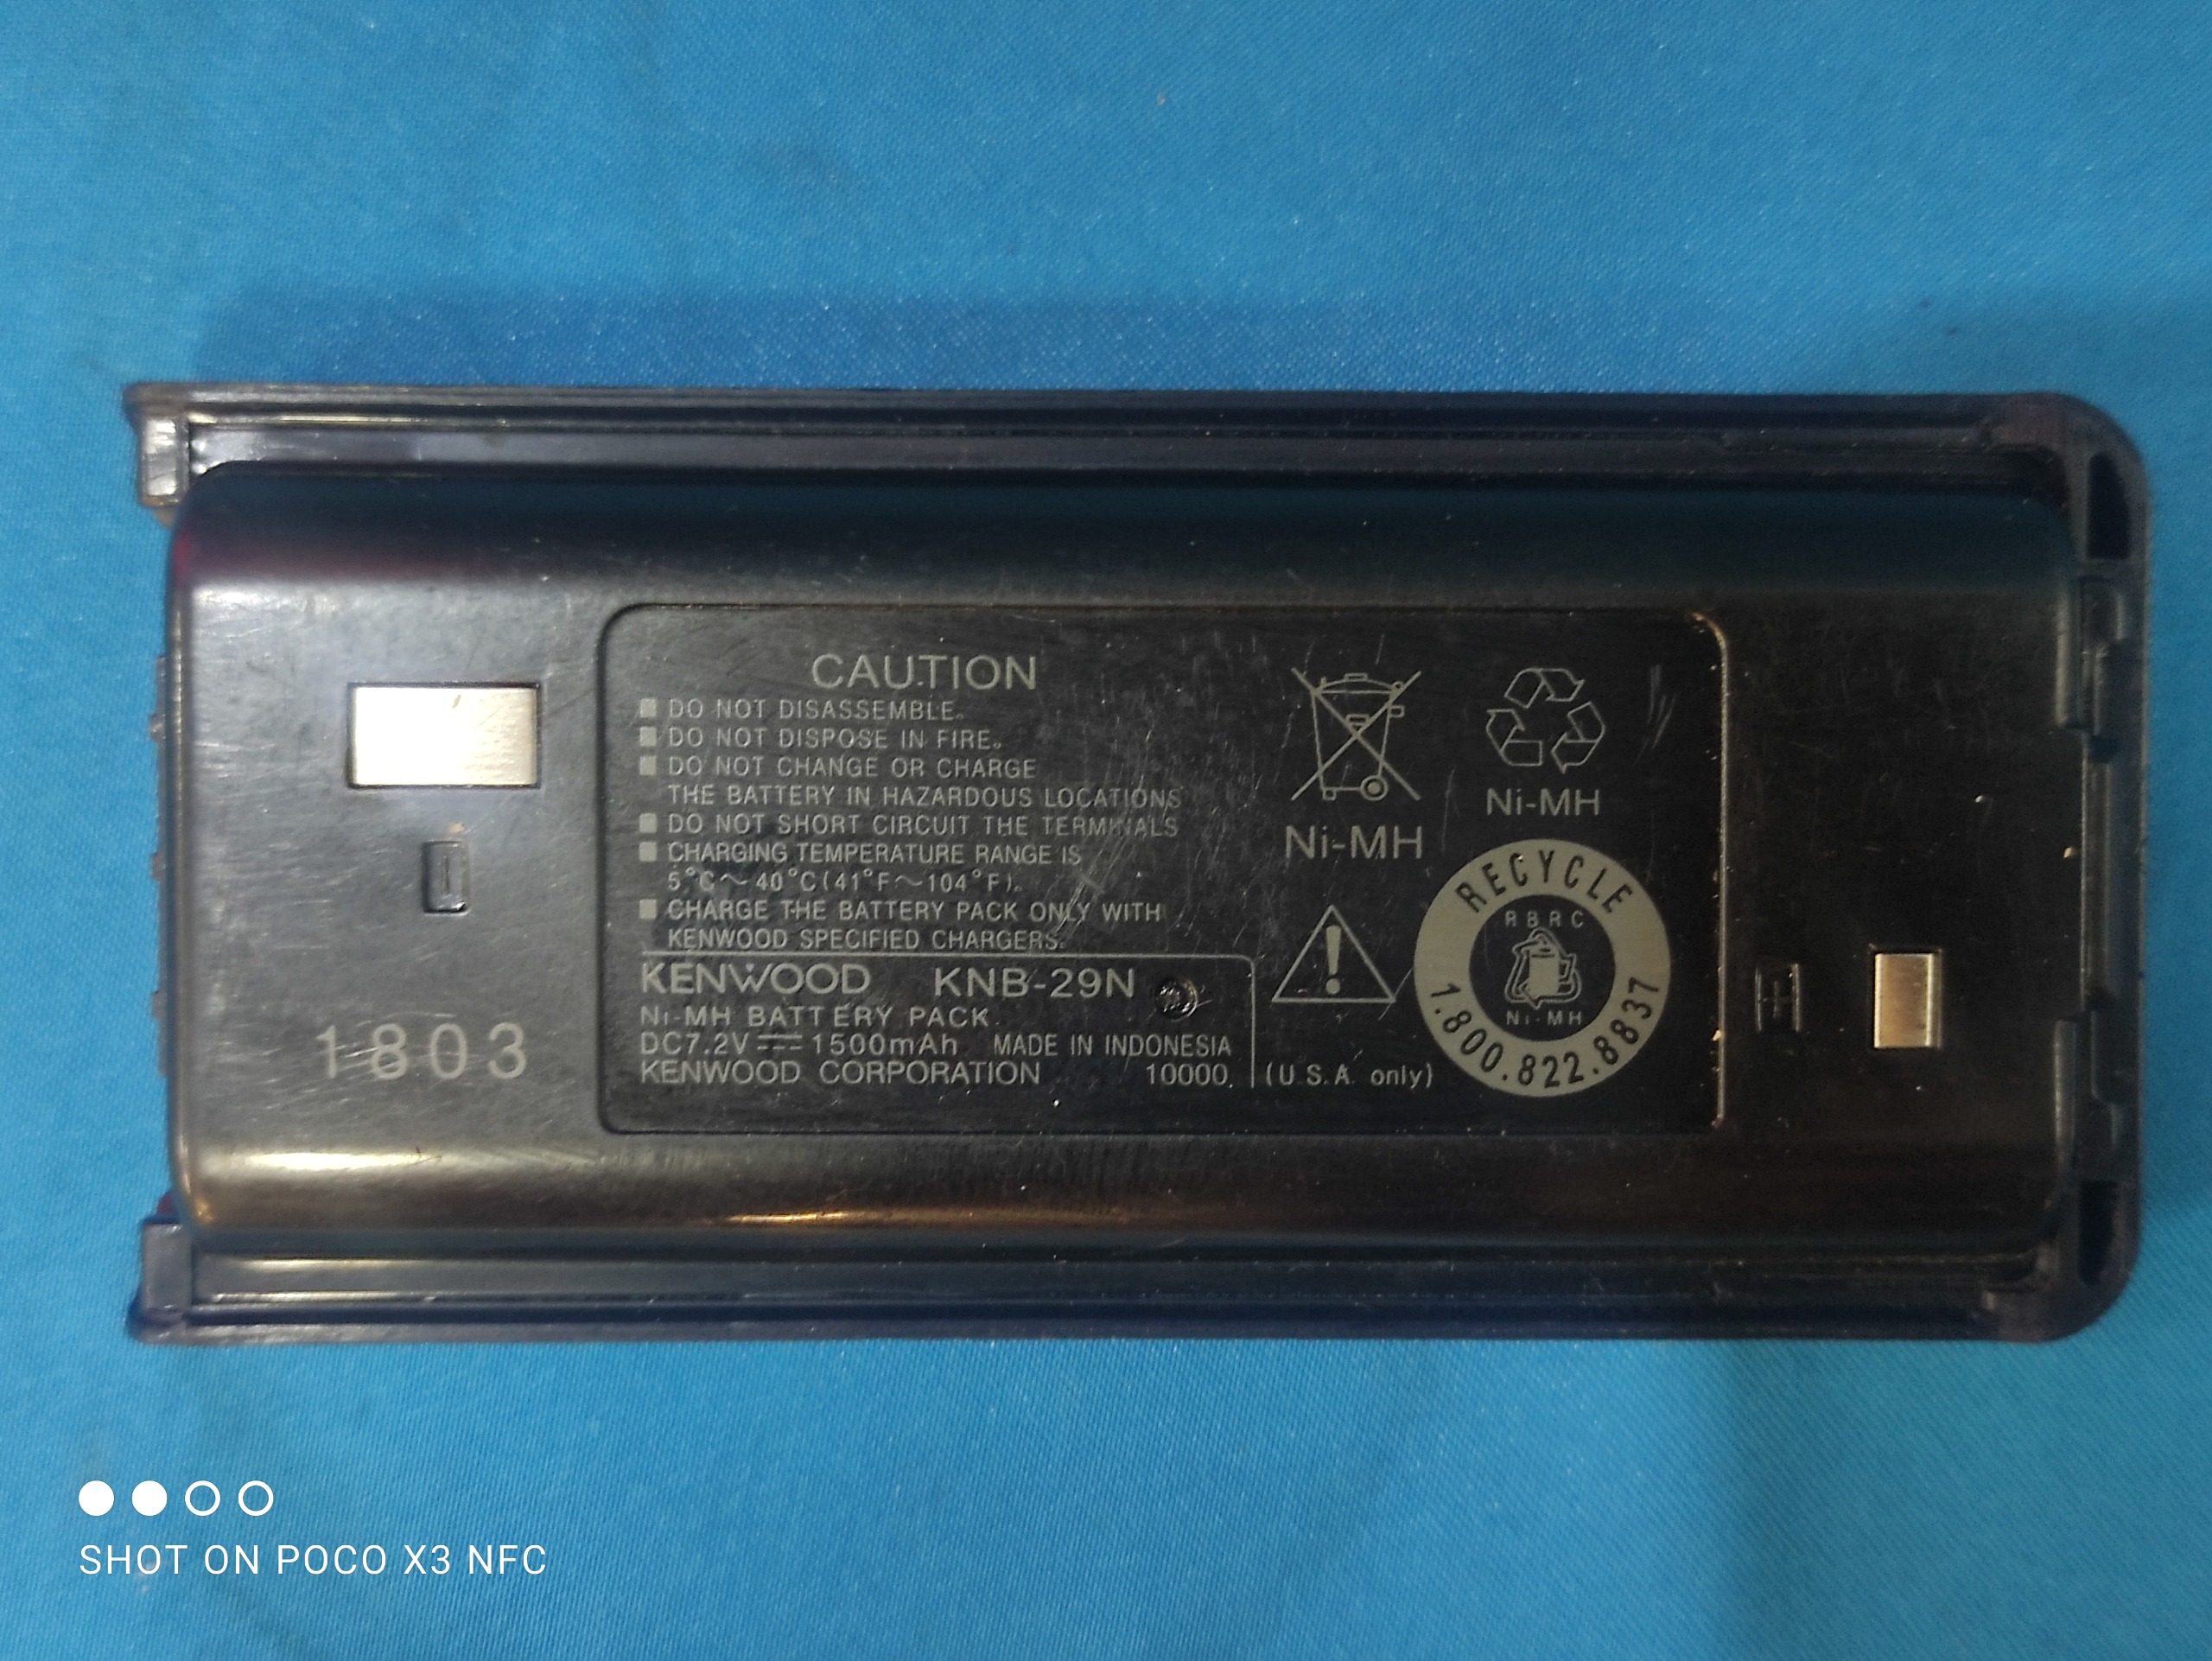 CAUTION
■ DO NOT DISASSEMBLE.
■ DO NOT DISPOSE IN FIRE.
■ DO NOT CHANGE OR CHARGE
THE BATTERY IN HAZARDOUS LOCATIONS
■ DO NOT SHORT CIRCUIT THE TERMINALS
■ CHARGING TEMPERATURE RANGE IS
5°C～40°C(41°F～104°F).
■ CHARGE THE BATTERY PACK ONLY WITH
KENWOOD SPECIFIED CHARGERS.
KENWOOD KNB-29N
Ni-MH BATTERY PACK
DC7.2V ⎓ 1500mAh MADE IN INDONESIA
KENWOOD CORPORATION 10000.
Ni-MH
Ni-MH
RECYCLE
RBRC
Ni-MH
1.800.822.8837
(U.S.A. only)
1803
SHOT ON POCO X3 NFC